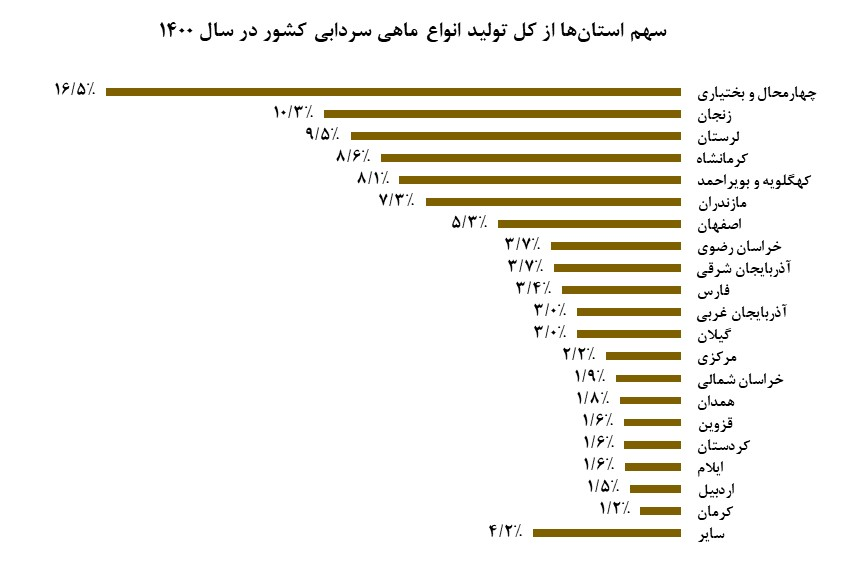 سهم استان‌ها از کل تولید انواع ماهی سردابی کشور در سال ۱۴۰۰
چهارمحال و بختیاری ۱۶/۵٪
زنجان ۱۰/۳٪
لرستان ۹/۵٪
کرمانشاه ۸/۶٪
کهگلویه و بویراحمد ۸/۱٪
مازندران ۷/۳٪
اصفهان ۵/۳٪
خراسان رضوی ۳/۷٪
آذربایجان شرقی ۳/۷٪
فارس ۳/۴٪
آذربایجان غربی ۳/۰٪
گیلان ۳/۰٪
مرکزی ۲/۲٪
خراسان شمالی ۱/۹٪
همدان ۱/۸٪
قزوین ۱/۶٪
کردستان ۱/۶٪
ایلام ۱/۶٪
اردبیل ۱/۵٪
کرمان ۱/۲٪
سایر ۴/۲٪